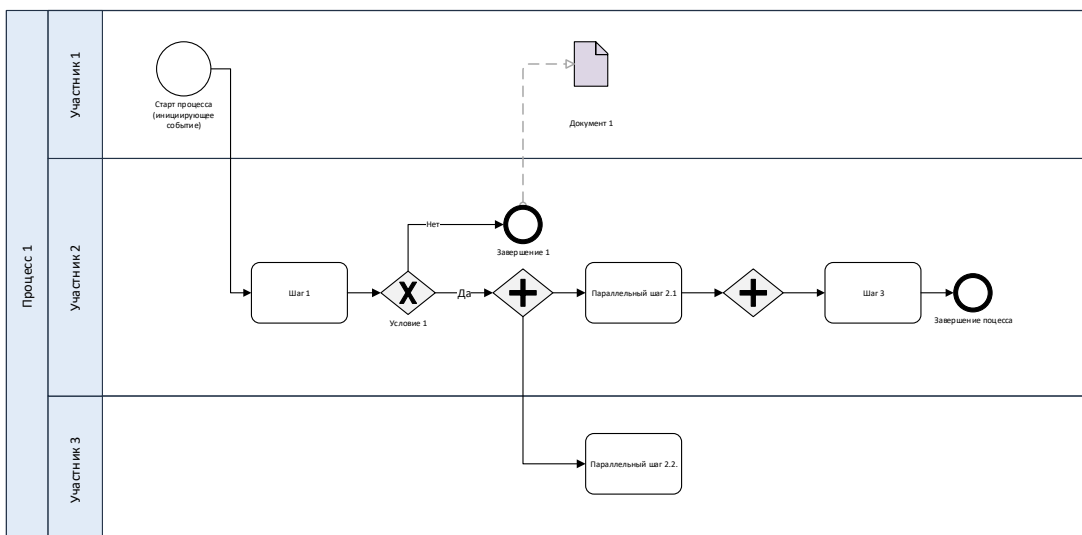 Процесс 1
Участник 1
Старт процесса
(инициирующее
событие)
Документ 1
Участник 2
Нет
Завершение 1
Шаг 1
X
Условие 1
Да
Параллельный шаг 2.1
Шаг 3
Завершение поцесса
Участник 3
Параллельный шаг 2.2.